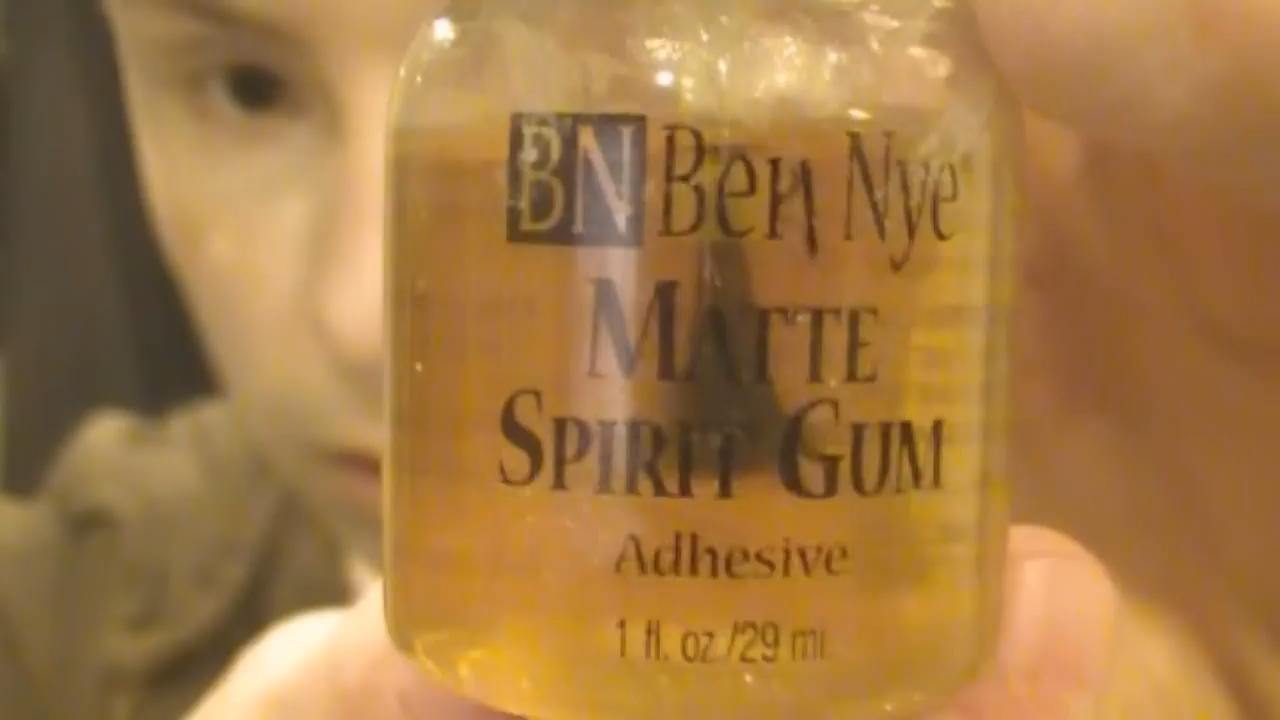 BN Ben Nye
MATTE
SPIRIT GUM
Adhesive
1 fl. oz/29 ml